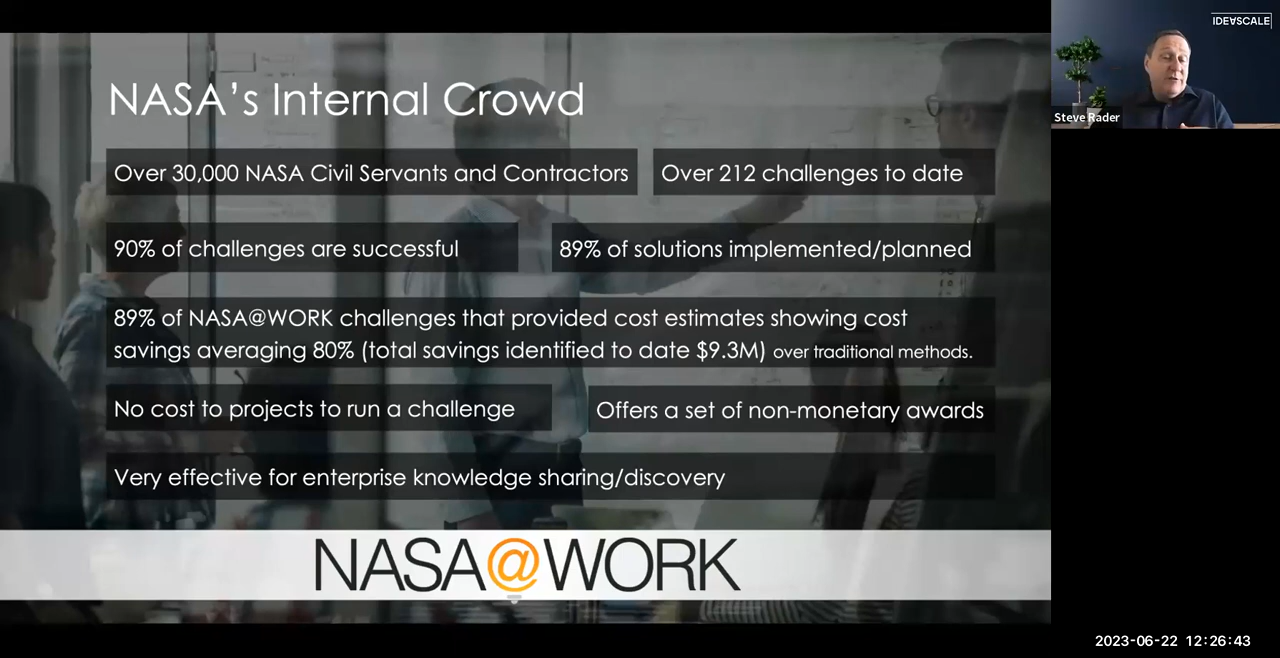 IDEASCALE
Steve Rader
NASA's Internal Crowd
Over 30,000 NASA Civil Servants and Contractors
Over 212 challenges to date
90% of challenges are successful
89% of solutions implemented/planned
89% of NASA@WORK challenges that provided cost estimates showing cost
savings averaging 80% (total savings identified to date $9.3M) over traditional methods.
No cost to projects to run a challenge
Offers a set of non-monetary awards
Very effective for enterprise knowledge sharing/discovery
NASA@WORK
2023-06-22 12:26:43